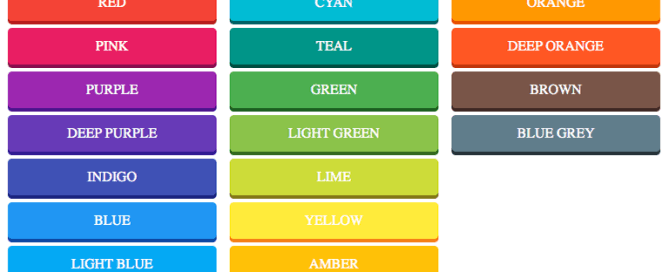 RED
PINK
PURPLE
DEEP PURPLE
INDIGO
BLUE
LIGHT BLUE
CYAN
TEAL
GREEN
LIGHT GREEN
LIME
YELLOW
AMBER
ORANGE
DEEP ORANGE
BROWN
BLUE GREY